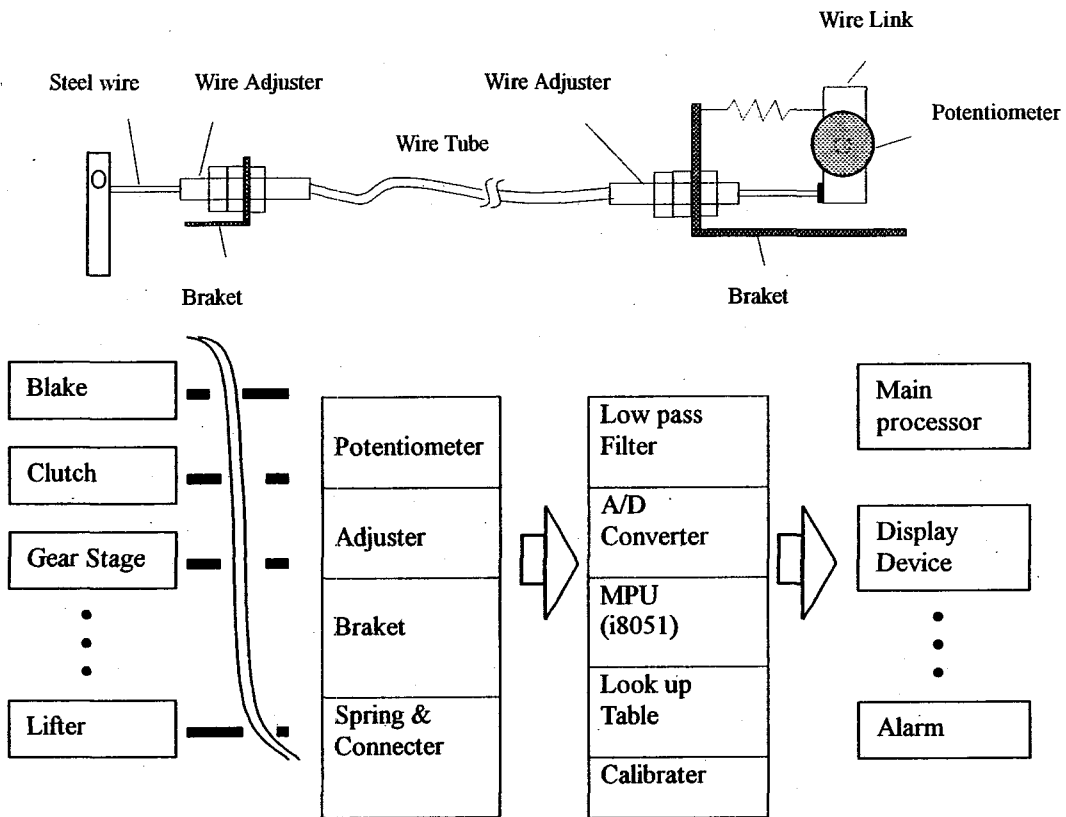 Wire Link
Steel wire
Wire Adjuster
Wire Adjuster
Potentiometer
Wire Tube
Braket
Braket
Blake
Clutch
Gear Stage
Lifter
Potentiometer
Adjuster
Braket
Spring &
Connecter
Low pass
Filter
A/D
Converter
MPU
(i8051)
Look up
Table
Calibrater
Main
processor
Display
Device
Alarm